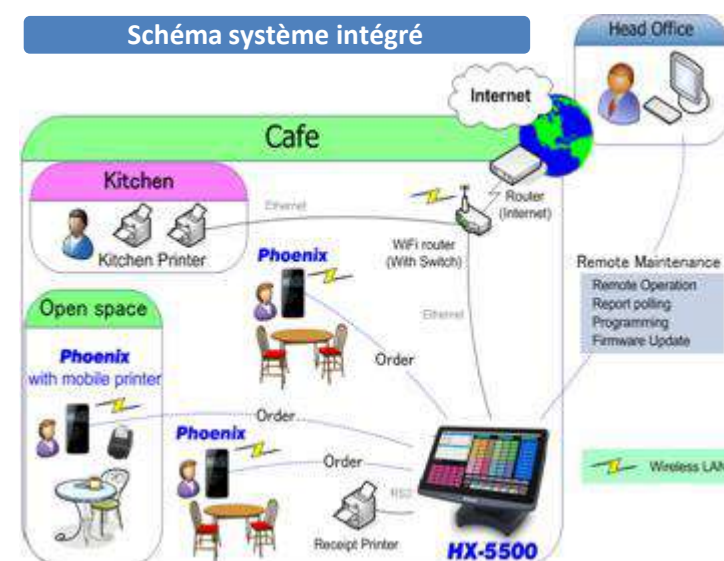 Schéma système intégré
Head Office
Internet
Cafe
Kitchen
Router
(Internet)
Ethernet
WiFi router
(With Switch)
Kitchen Printer
Phoenix
Remote Maintenance
Remote Operation
Report polling
Programming
Firmware Update
Open space
Ethernet
Phoenix
with mobile printer
Order
Order
Phoenix
Order
Wireless LAN
Receipt Printer
HX-5500